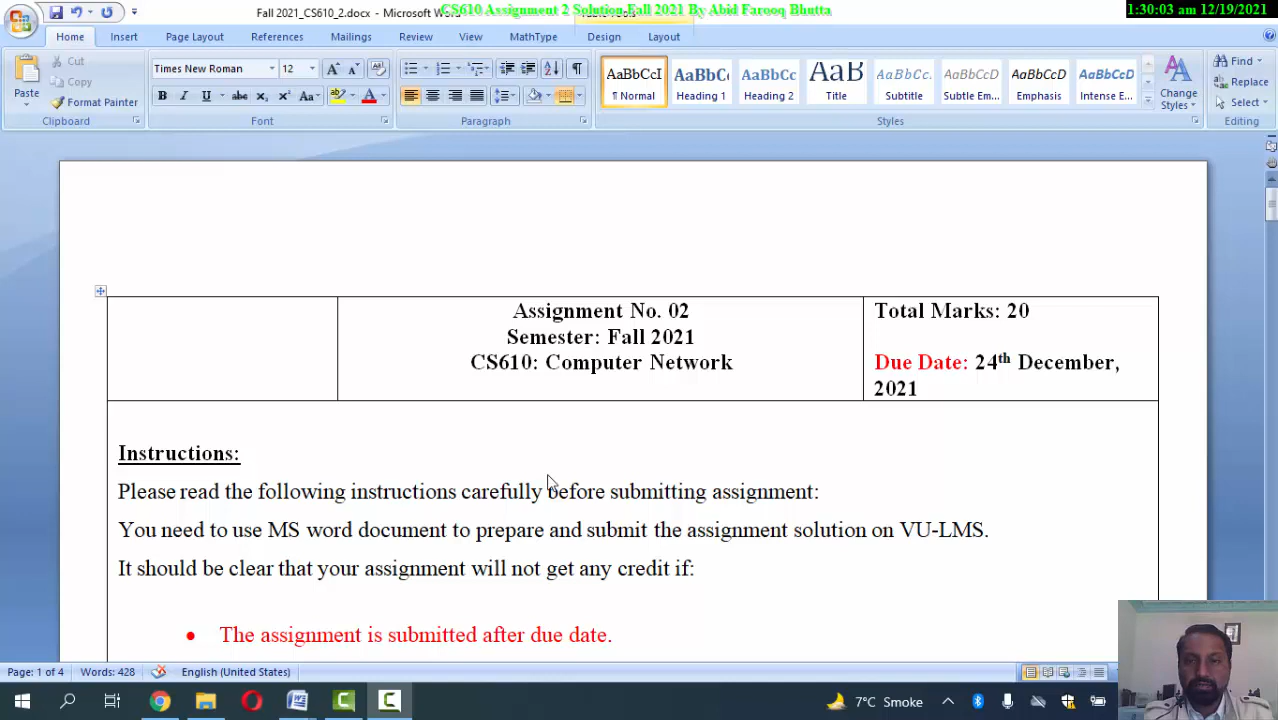 Fall 2021_CS610_2.docx - Microsoft Word
CS610 Assignment 2 Solution Fall 2021 By Abid Farooq Bhutta
1:30:03 am 12/19/2021
Home Insert Page Layout References Mailings Review View MathType Design Layout
Cut
Copy
Format Painter
Paste
Clipboard
Times New Roman 12
Font
Paragraph
AaBbCcI AaBbC AaBbCc AaB AaBbCc. AaBbCcD AaBbCcD AaBbCcD
¶ Normal Heading 1 Heading 2 Title Subtitle Subtle Em... Emphasis Intense E...
Change Styles
Styles
Find
Replace
Select
Editing
Assignment No. 02
Semester: Fall 2021
CS610: Computer Network
Total Marks: 20
Due Date: 24th December,
2021
Instructions:
Please read the following instructions carefully before submitting assignment:
You need to use MS word document to prepare and submit the assignment solution on VU-LMS.
It should be clear that your assignment will not get any credit if:
• The assignment is submitted after due date.
Page: 1 of 4 Words: 428 English (United States)
7°C Smoke